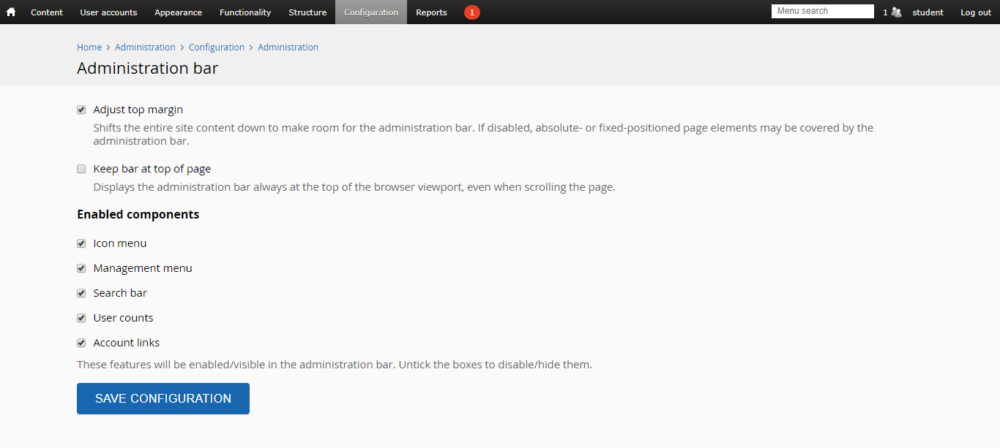 Content User accounts Appearance Functionality Structure Configuration Reports 1 Menu search 1 student Log out
Home › Administration › Configuration › Administration
Administration bar
Adjust top margin
Shifts the entire site content down to make room for the administration bar. If disabled, absolute- or fixed-positioned page elements may be covered by the
administration bar.
Keep bar at top of page
Displays the administration bar always at the top of the browser viewport, even when scrolling the page.
Enabled components
Icon menu
Management menu
Search bar
User counts
Account links
These features will be enabled/visible in the administration bar. Untick the boxes to disable/hide them.
SAVE CONFIGURATION